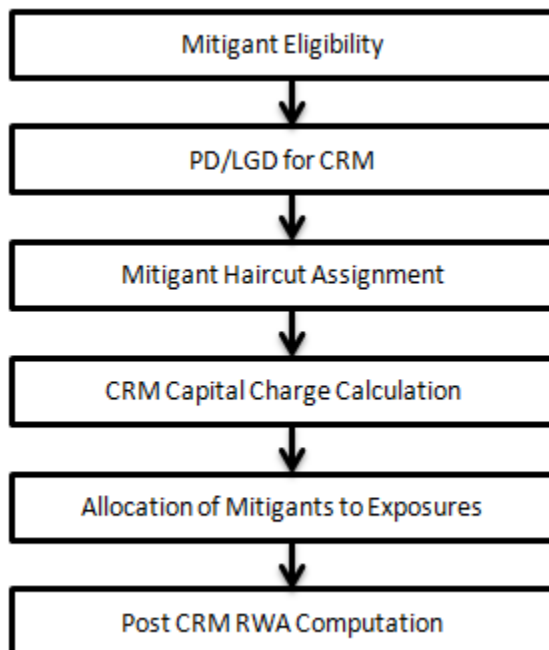 Mitigant Eligibility
PD/LGD for CRM
Mitigant Haircut Assignment
CRM Capital Charge Calculation
Allocation of Mitigants to Exposures
Post CRM RWA Computation